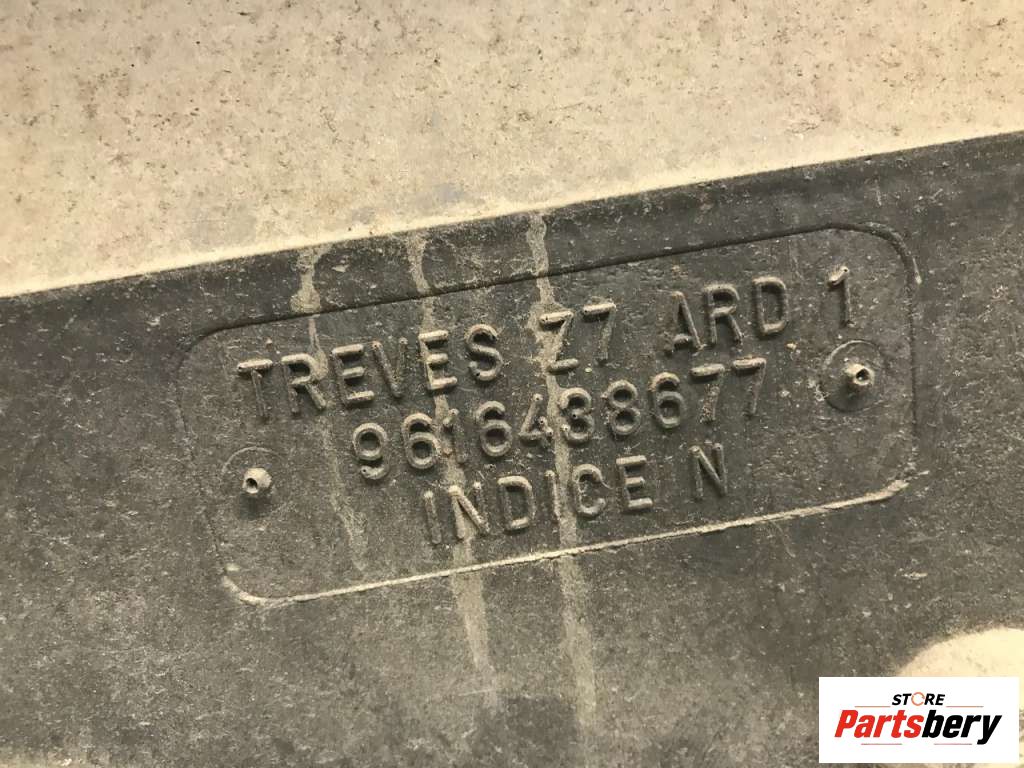 TREVES Z7 ARD 1
9616438677
INDICE N
STORE
Partsbery